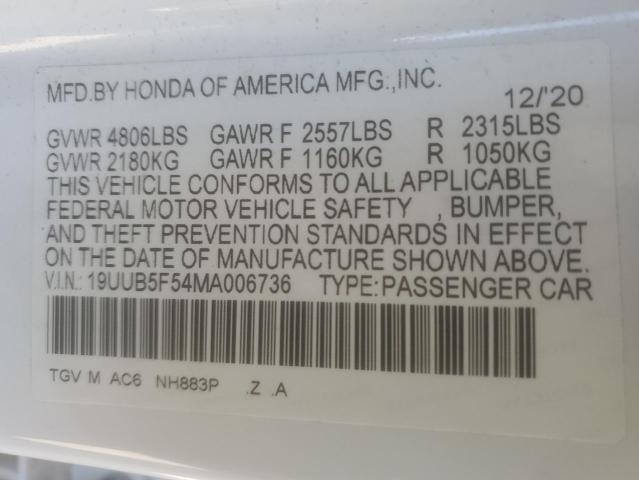 MFD.BY HONDA OF AMERICA MFG.,INC.
12/'20
GVWR 4806LBS GAWR F 2557LBS R 2315LBS
GVWR 2180KG GAWR F 1160KG R 1050KG
THIS VEHICLE CONFORMS TO ALL APPLICABLE
FEDERAL MOTOR VEHICLE SAFETY , BUMPER,
AND THEFT PREVENTION STANDARDS IN EFFECT
ON THE DATE OF MANUFACTURE SHOWN ABOVE.
V.I.N.: 19UUB5F54MA006736 TYPE:PASSENGER CAR
TGV M AC6 NH883P .Z .A